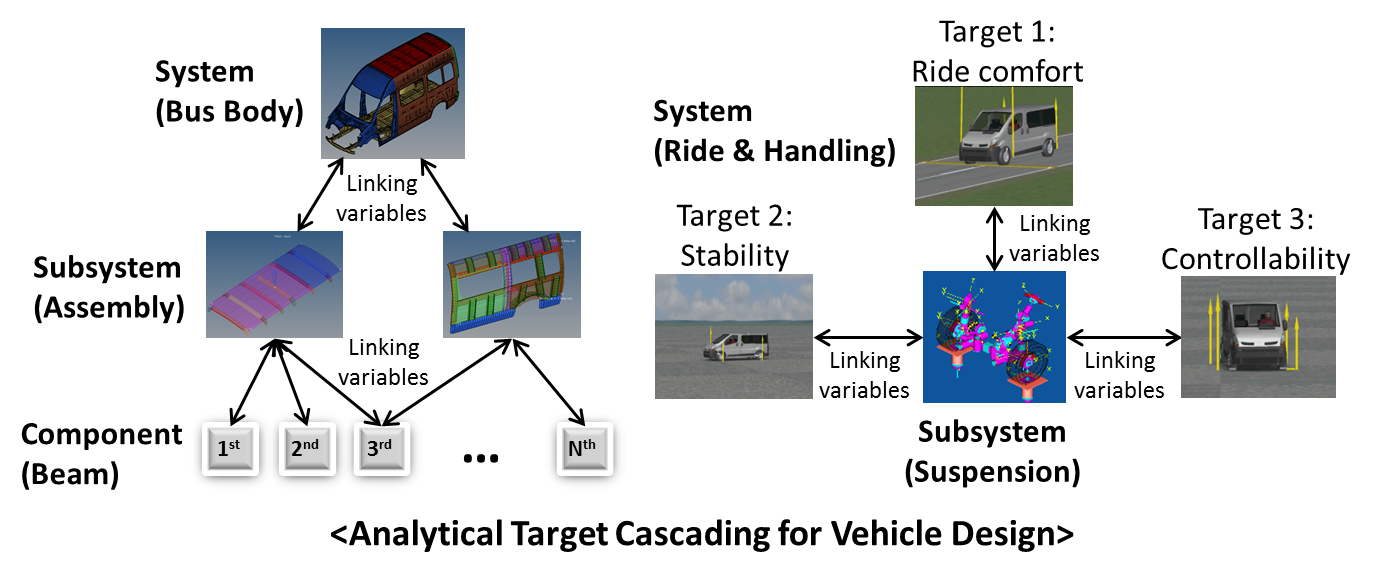 System
(Bus Body)
Linking
variables
Subsystem
(Assembly)
Linking
variables
Component
(Beam)
1st
2nd
3rd
...
Nth
Target 1:
Ride comfort
System
(Ride & Handling)
Linking
variables
Target 2:
Stability
Target 3:
Controllability
Linking
variables
Linking
variables
Subsystem
(Suspension)
<Analytical Target Cascading for Vehicle Design>